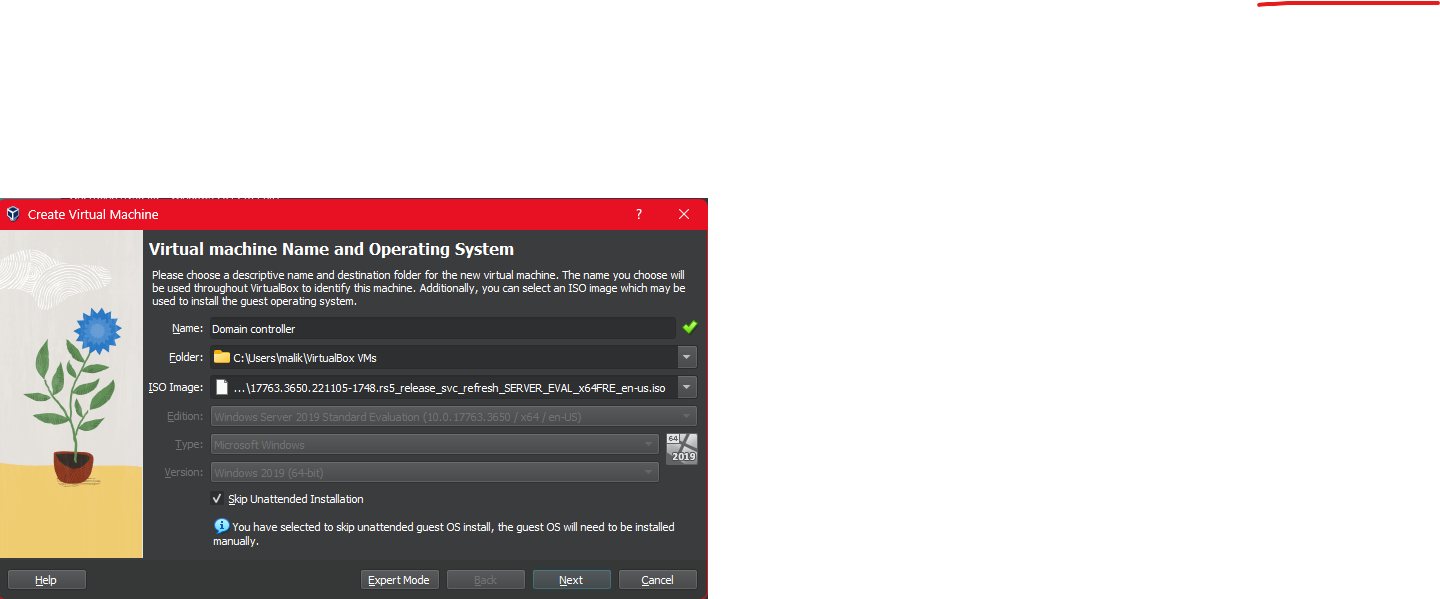 Create Virtual Machine
?
Virtual machine Name and Operating System
Please choose a descriptive name and destination folder for the new virtual machine. The name you choose will
be used throughout VirtualBox to identify this machine. Additionally, you can select an ISO image which may be
used to install the guest operating system.
Name: Domain controller
Folder: C:\Users\malik\VirtualBox VMs
ISO Image: ...\17763.3650.221105-1748.rs5_release_svc_refresh_SERVER_EVAL_x64FRE_en-us.iso
Edition: Windows Server 2019 Standard Evaluation (10.0.17763.3650 / x64 / en-US)
Type: Microsoft Windows
64
2019
Version: Windows 2019 (64-bit)
Skip Unattended Installation
You have selected to skip unattended guest OS install, the guest OS will need to be installed
manually.
Help Expert Mode Back Next Cancel